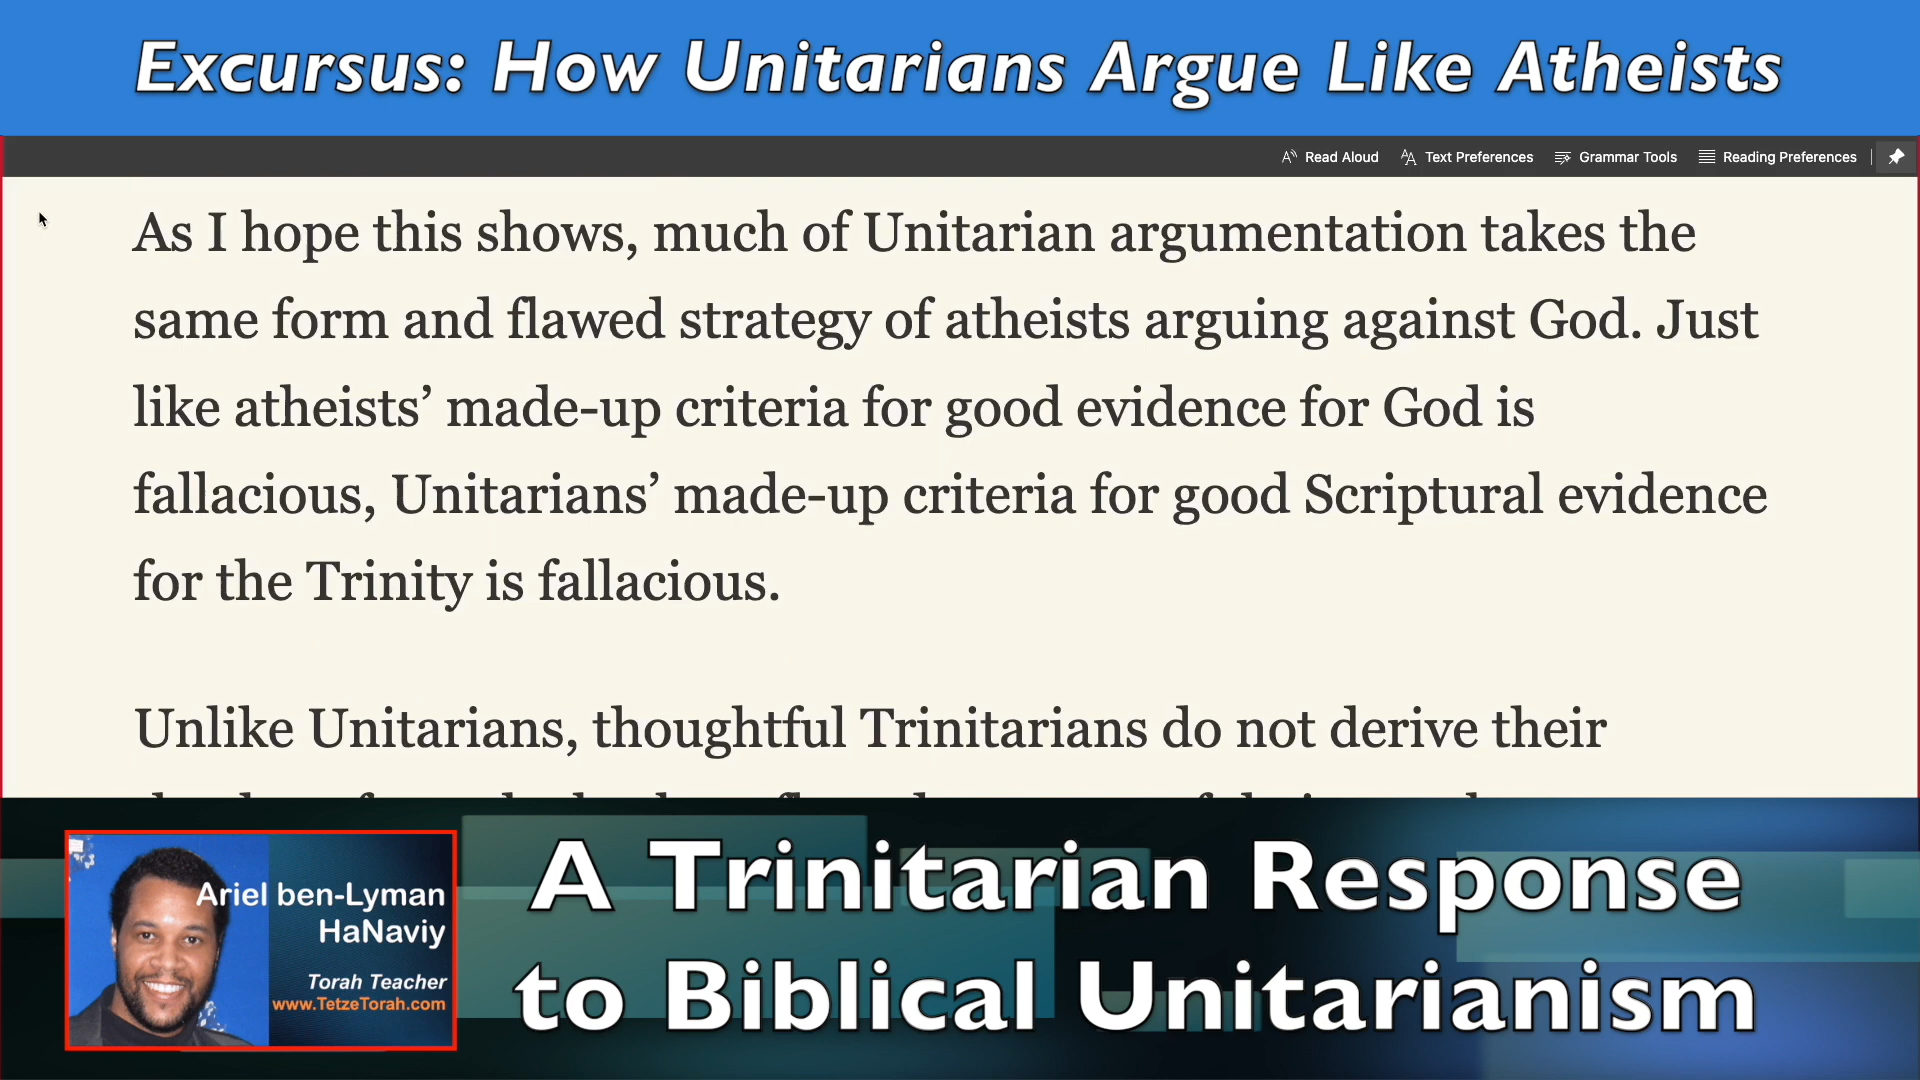 Excursus: How Unitarians Argue Like Atheists
Read Aloud Text Preferences Grammar Tools Reading Preferences
As I hope this shows, much of Unitarian argumentation takes the
same form and flawed strategy of atheists arguing against God. Just
like atheists’ made-up criteria for good evidence for God is
fallacious, Unitarians’ made-up criteria for good Scriptural evidence
for the Trinity is fallacious.
Unlike Unitarians, thoughtful Trinitarians do not derive their
Ariel ben-Lyman
HaNaviy
Torah Teacher
www.TetzeTorah.com
A Trinitarian Response
to Biblical Unitarianism